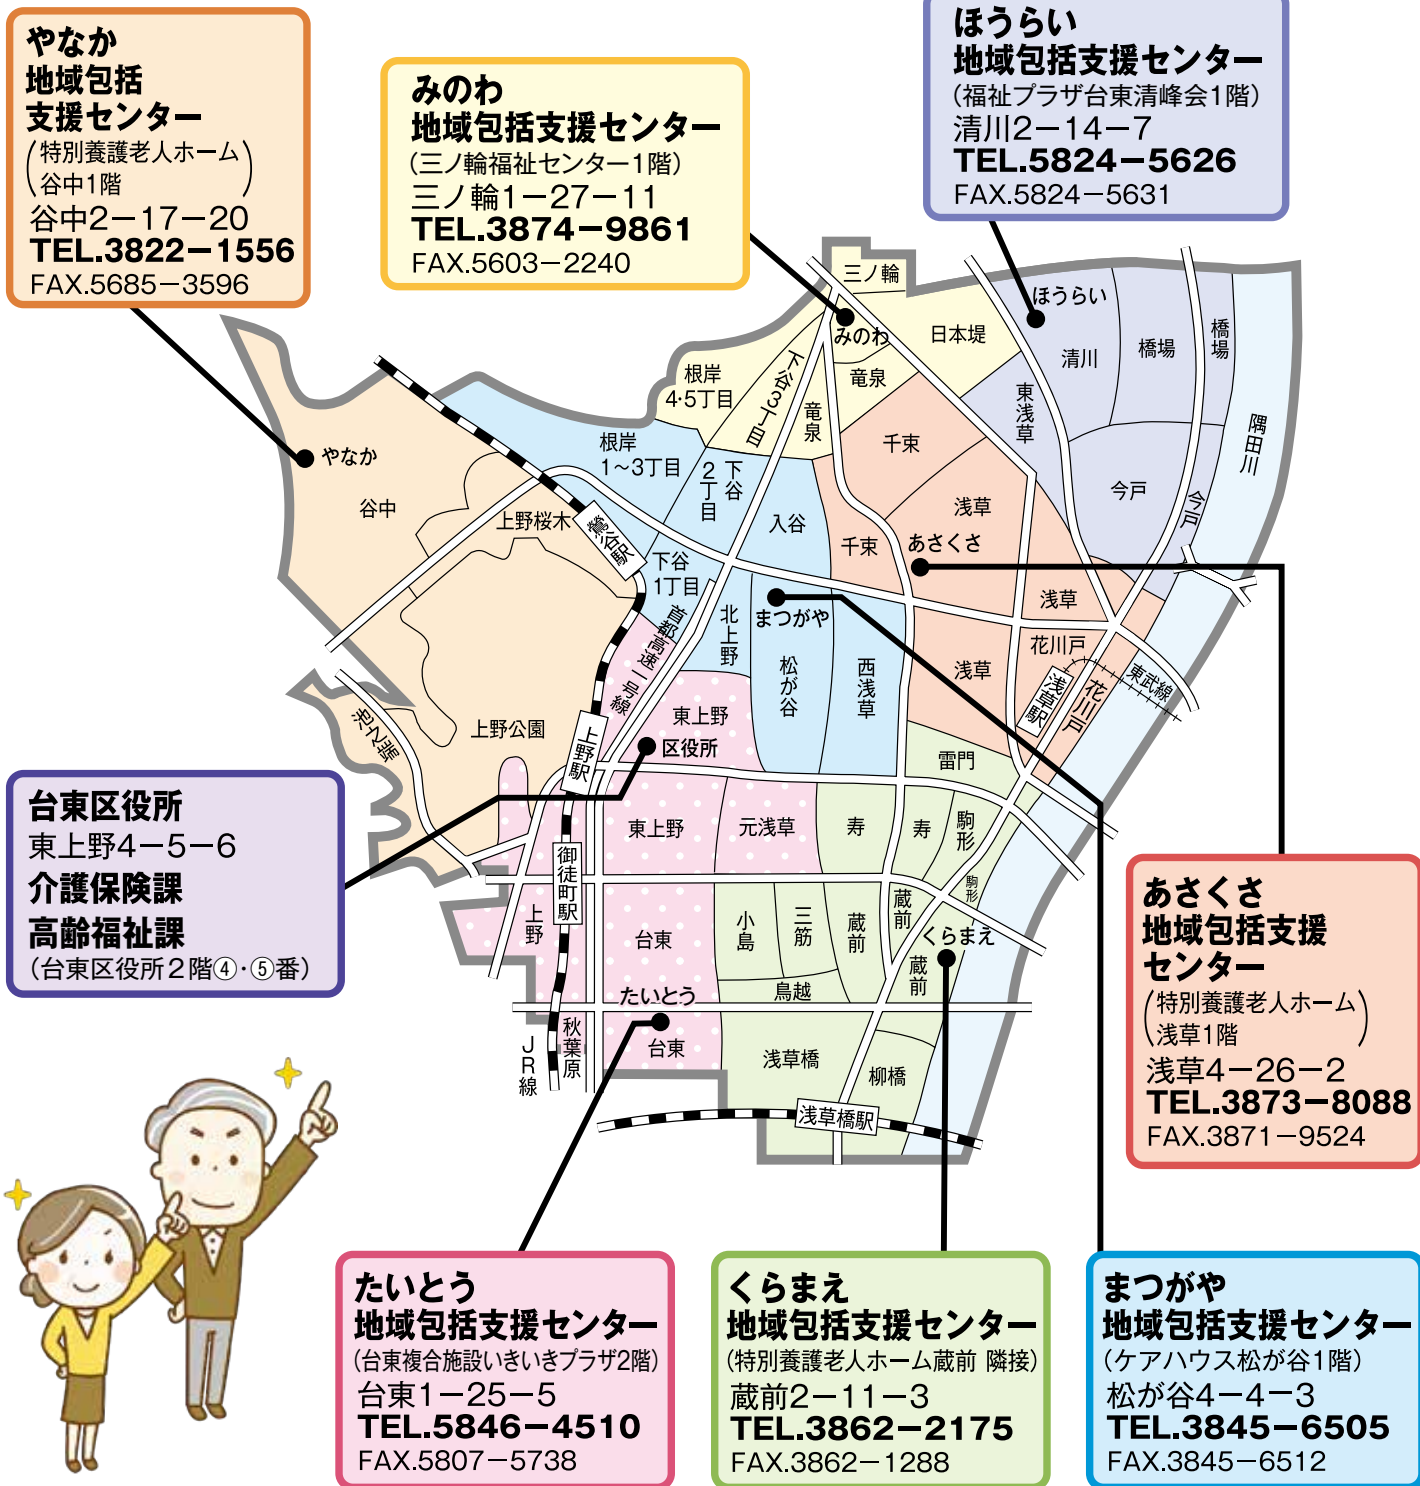 やなか
地域包括
支援センター
(特別養護老人ホーム
谷中1階)
谷中2−17−20
TEL.3822−1556
FAX.5685−3596
みのわ
地域包括支援センター
(三ノ輪福祉センター1階)
三ノ輪1−27−11
TEL.3874−9861
FAX.5603−2240
ほうらい
地域包括支援センター
(福祉プラザ台東清峰会1階)
清川2−14−7
TEL.5824−5626
FAX.5824−5631
三ノ輪
みのわ
日本堤
ほうらい
清川
橋場
橋場
根岸
4・5丁目
下谷3丁目
竜泉
竜泉
東浅草
隅田川
千束
やなか
谷中
根岸
1〜3丁目
下谷
2丁目
今戸
今戸
上野桜木
鶯谷駅
入谷
浅草
千束
あさくさ
下谷
1丁目
北上野
まつがや
松が谷
西浅草
浅草
浅草
花川戸
浅草駅
花川戸
東武線
首都高速一号線
池之端
上野公園
上野駅
東上野
区役所
雷門
東上野
元浅草
寿
寿
駒形
駒形
御徒町駅
上野
台東
小島
三筋
蔵前
蔵前
くらまえ
蔵前
鳥越
たいとう
台東
秋葉原
JR線
浅草橋
柳橋
浅草橋駅
台東区役所
東上野4−5−6
介護保険課
高齢福祉課
(台東区役所2階④・⑤番)
あさくさ
地域包括支援
センター
(特別養護老人ホーム
浅草1階)
浅草4−26−2
TEL.3873−8088
FAX.3871−9524
たいとう
地域包括支援センター
(台東複合施設いきいきプラザ2階)
台東1−25−5
TEL.5846−4510
FAX.5807−5738
くらまえ
地域包括支援センター
(特別養護老人ホーム蔵前 隣接)
蔵前2−11−3
TEL.3862−2175
FAX.3862−1288
まつがや
地域包括支援センター
(ケアハウス松が谷1階)
松が谷4−4−3
TEL.3845−6505
FAX.3845−6512